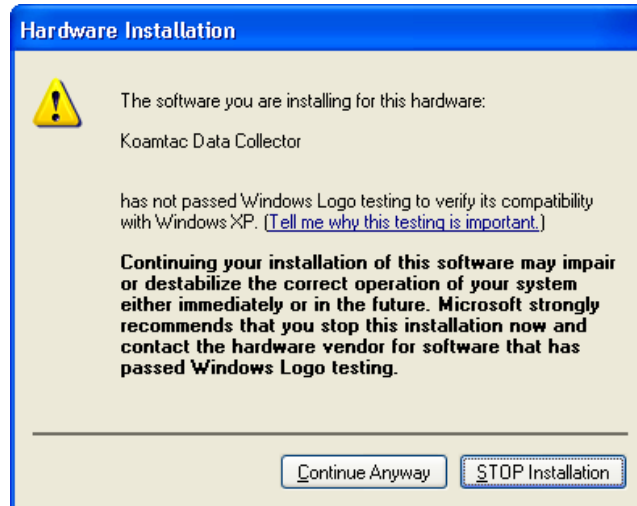 Hardware Installation
The software you are installing for this hardware:
Koamtac Data Collector
has not passed Windows Logo testing to verify its compatibility
with Windows XP. (Tell me why this testing is important.)
Continuing your installation of this software may impair
or destabilize the correct operation of your system
either immediately or in the future. Microsoft strongly
recommends that you stop this installation now and
contact the hardware vendor for software that has
passed Windows Logo testing.
Continue Anyway
STOP Installation